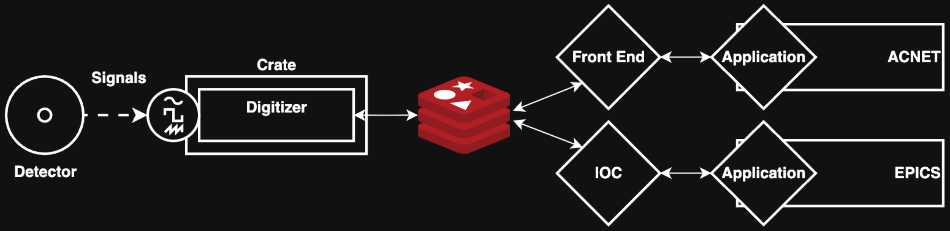 Signals
Detector
Crate
Digitizer
Front End
Application
ACNET
IOC
Application
EPICS